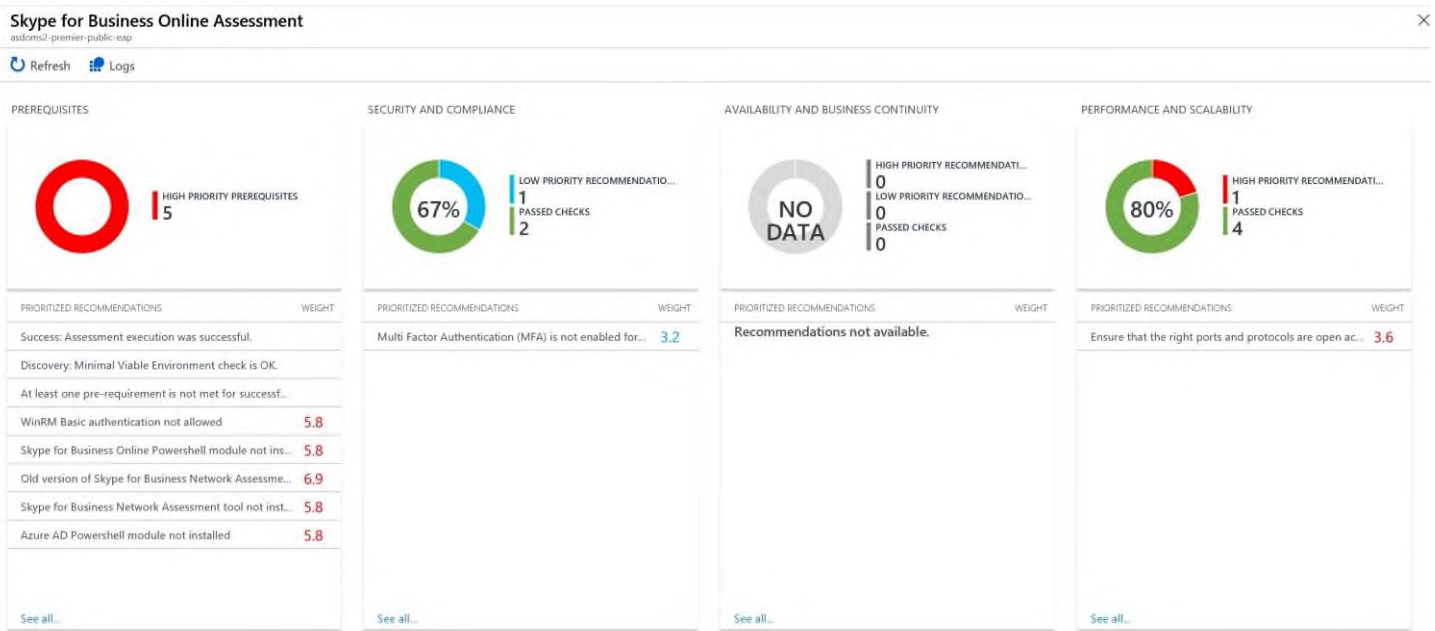 Skype for Business Online Assessment
asdoms2-premier-public-eap
Refresh
Logs
PREREQUISITES
HIGH PRIORITY PREREQUISITES
5
PRIORITIZED RECOMMENDATIONS WEIGHT
Success: Assessment execution was successful.
Discovery: Minimal Viable Environment check is OK.
At least one pre-requirement is not met for successf...
WinRM Basic authentication not allowed 5.8
Skype for Business Online Powershell module not ins... 5.8
Old version of Skype for Business Network Assessme... 6.9
Skype for Business Network Assessment tool not inst... 5.8
Azure AD Powershell module not installed 5.8
See all...
SECURITY AND COMPLIANCE
67%
LOW PRIORITY RECOMMENDATIO...
1
PASSED CHECKS
2
PRIORITIZED RECOMMENDATIONS WEIGHT
Multi Factor Authentication (MFA) is not enabled for... 3.2
See all...
AVAILABILITY AND BUSINESS CONTINUITY
NO
DATA
HIGH PRIORITY RECOMMENDATI...
0
LOW PRIORITY RECOMMENDATIO...
0
PASSED CHECKS
0
PRIORITIZED RECOMMENDATIONS WEIGHT
Recommendations not available.
See all...
PERFORMANCE AND SCALABILITY
80%
HIGH PRIORITY RECOMMENDATI...
1
PASSED CHECKS
4
PRIORITIZED RECOMMENDATIONS WEIGHT
Ensure that the right ports and protocols are open ac... 3.6
See all...